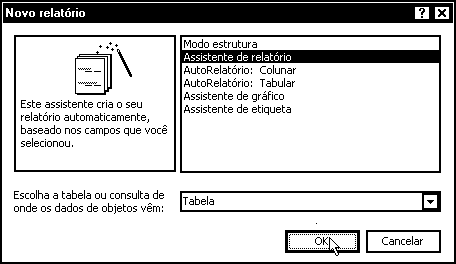 Novo relatório
Modo estrutura
Assistente de relatório
AutoRelatório: Colunar
AutoRelatório: Tabular
Assistente de gráfico
Assistente de etiqueta
Este assistente cria o seu
relatório automaticamente,
baseado nos campos que você
selecionou.
Escolha a tabela ou consulta de
onde os dados de objetos vêm:
Tabela
OK
Cancelar